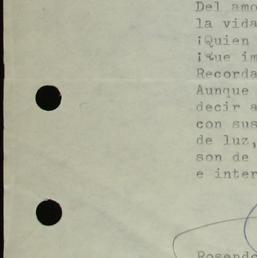 Del amo
la vida
¡Quien
¡Que im
Recorda
Aunque
decir a
con sus
de luz,
son de
e inter
Rosendo